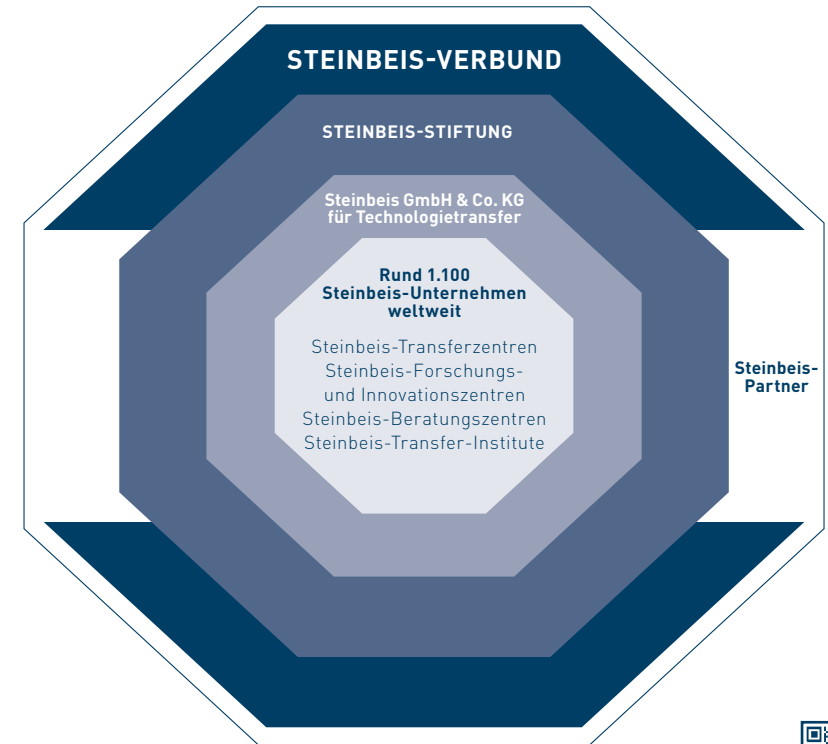 STEINBEIS-VERBUND
STEINBEIS-STIFTUNG
Steinbeis GmbH & Co. KG
für Technologietransfer
Rund 1.100
Steinbeis-Unternehmen
weltweit
Steinbeis-Transferzentren
Steinbeis-Forschungs-
und Innovationszentren
Steinbeis-Beratungszentren
Steinbeis-Transfer-Institute
Steinbeis-
Partner